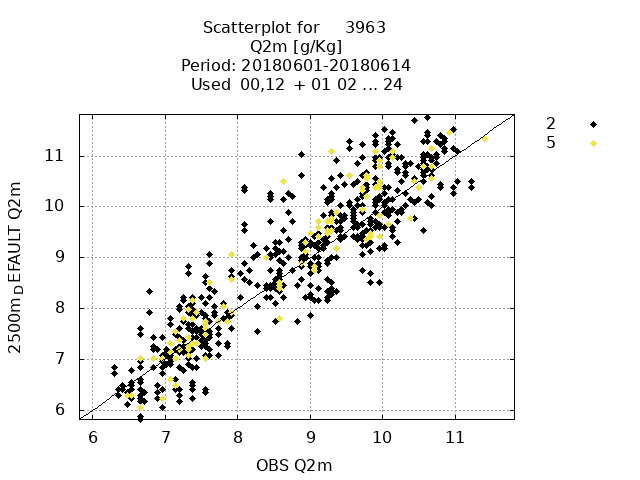 Scatterplot for 3963
Q2m [g/Kg]
Period: 20180601-20180614
Used 00,12 + 01 02 ... 24
2
5
2500m_DEFAULT Q2m
11
10
9
8
7
6
6 7 8 9 10 11
OBS Q2m